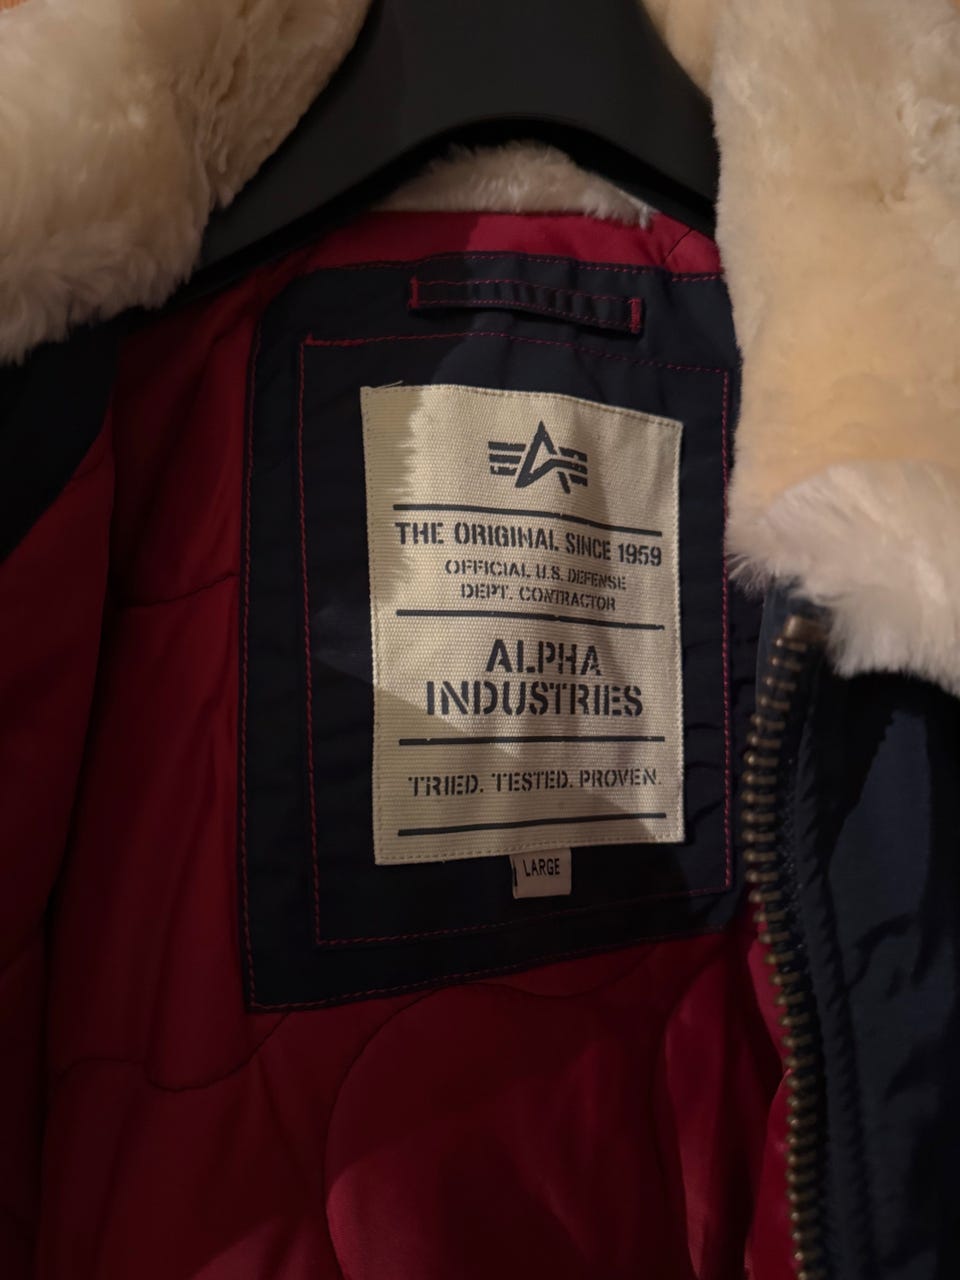 THE ORIGINAL SINCE 1959
OFFICIAL U.S. DEFENSE
DEPT. CONTRACTOR
ALPHA
INDUSTRIES
TRIED. TESTED. PROVEN.
LARGE